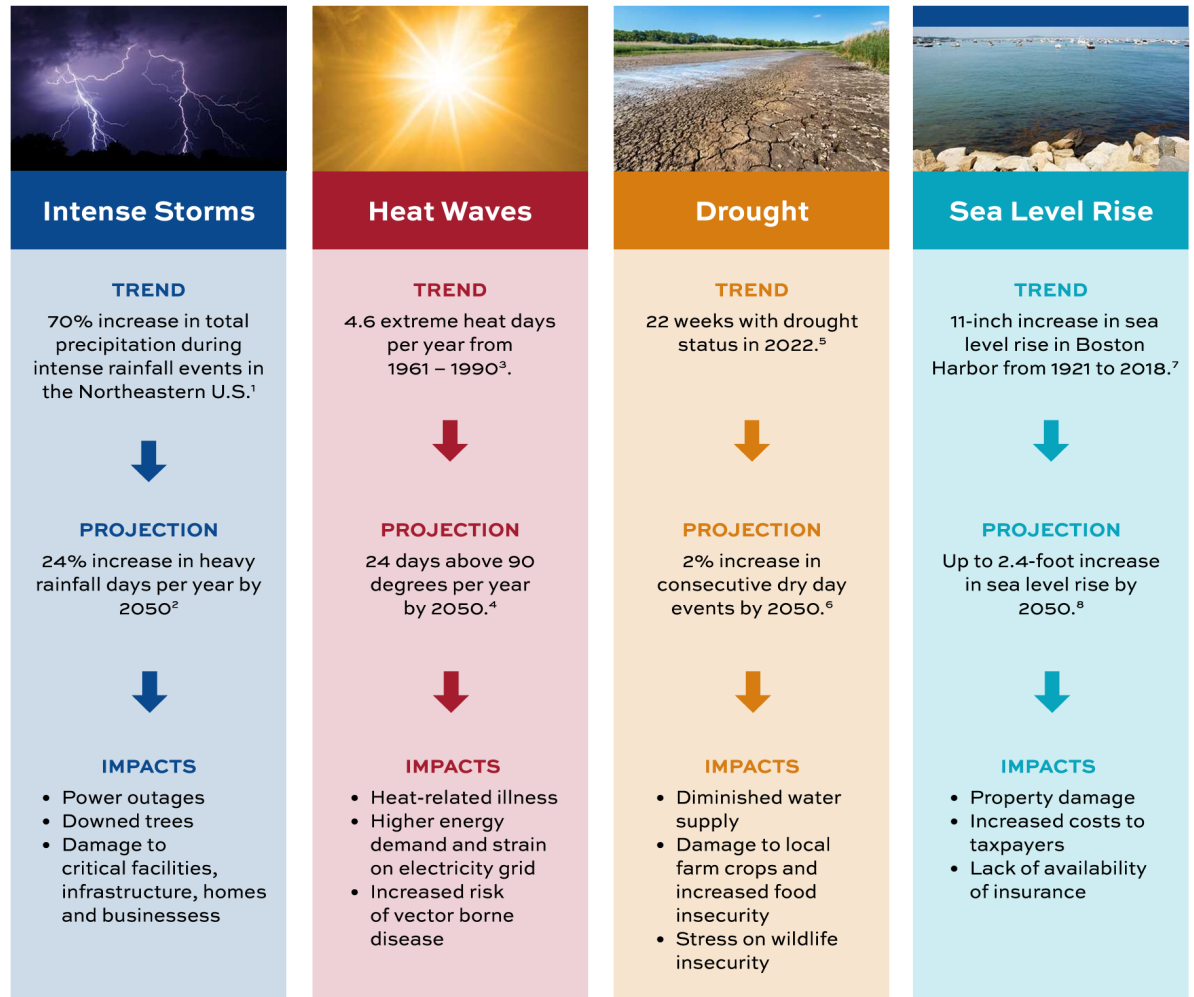 Intense Storms
TREND
70% increase in total
precipitation during
intense rainfall events in
the Northeastern U.S.¹
PROJECTION
24% increase in heavy
rainfall days per year by
2050²
IMPACTS
• Power outages
• Downed trees
• Damage to
critical facilities,
infrastructure, homes
and businessess
Heat Waves
TREND
4.6 extreme heat days
per year from
1961 – 1990³.
PROJECTION
24 days above 90
degrees per year
by 2050.⁴
IMPACTS
• Heat-related illness
• Higher energy
demand and strain
on electricity grid
• Increased risk
of vector borne
disease
Drought
TREND
22 weeks with drought
status in 2022.⁵
PROJECTION
2% increase in
consecutive dry day
events by 2050.⁶
IMPACTS
• Diminished water
supply
• Damage to local
farm crops and
increased food
insecurity
• Stress on wildlife
insecurity
Sea Level Rise
TREND
11-inch increase in sea
level rise in Boston
Harbor from 1921 to 2018.⁷
PROJECTION
Up to 2.4-foot increase
in sea level rise by
2050.⁸
IMPACTS
• Property damage
• Increased costs to
taxpayers
• Lack of availability
of insurance